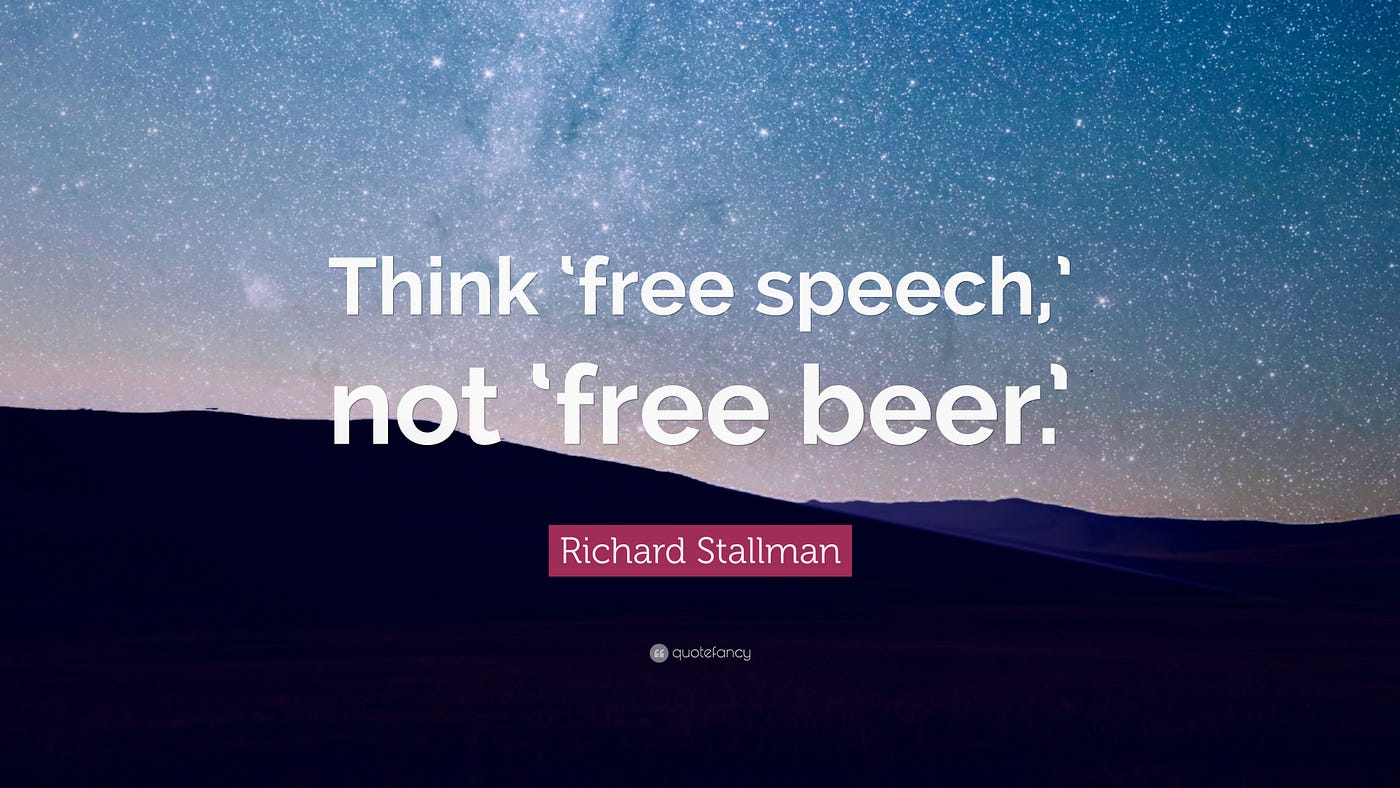 Think ‘free speech,’
not ‘free beer.’
Richard Stallman
quotefancy